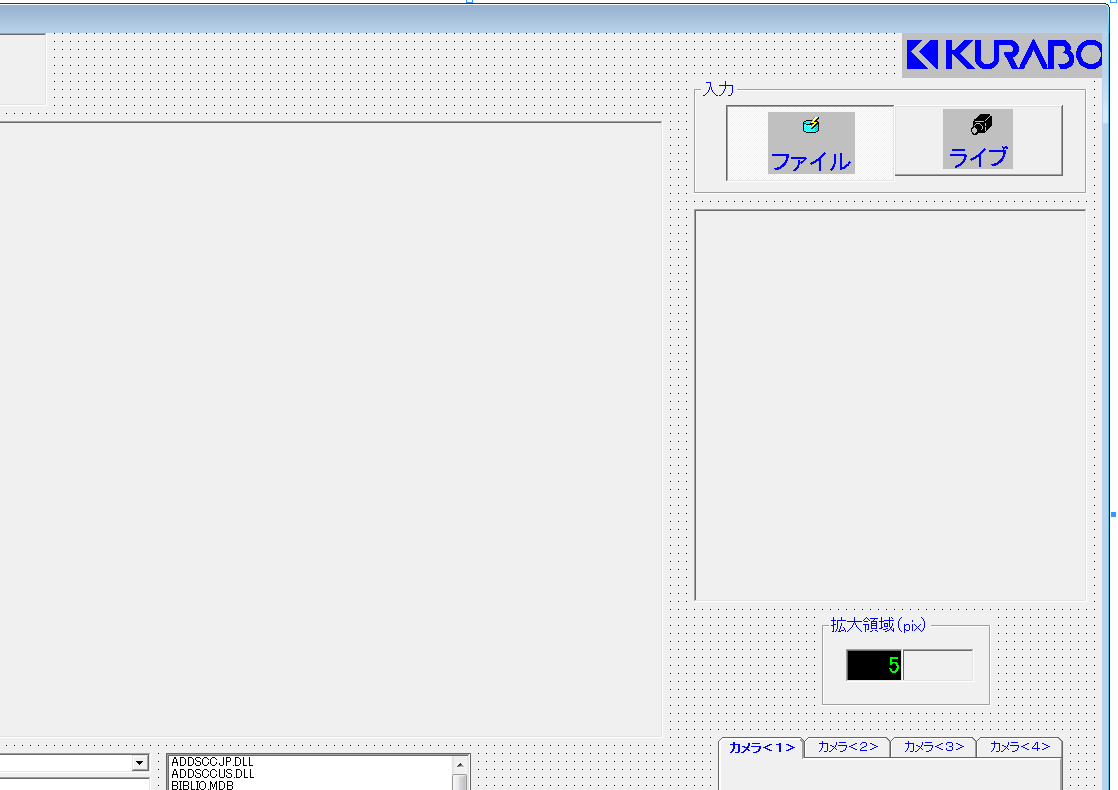 KURABO
入力
ファイル
ライブ
拡大領域(pix)
5
カメラ<1>
カメラ<2>
カメラ<3>
カメラ<4>
ADDSCCJP.DLL
ADDSCCUS.DLL
BIBLIO.MDB